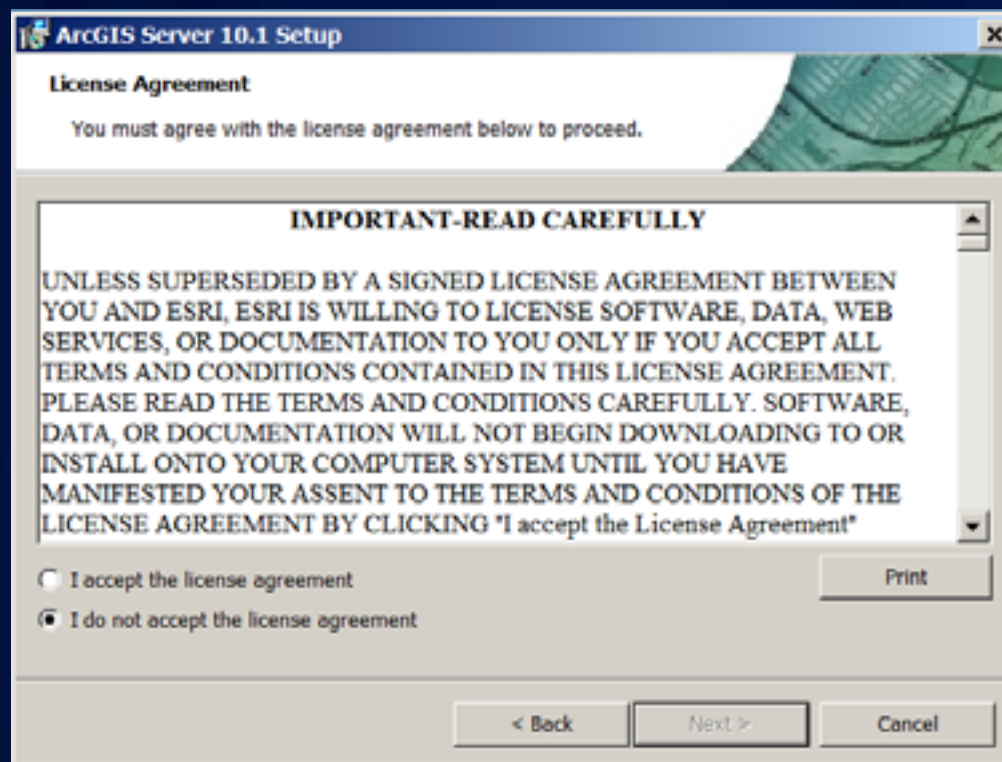 ArcGIS Server 10.1 Setup
License Agreement
You must agree with the license agreement below to proceed.
IMPORTANT-READ CAREFULLY
UNLESS SUPERSEDED BY A SIGNED LICENSE AGREEMENT BETWEEN
YOU AND ESRI, ESRI IS WILLING TO LICENSE SOFTWARE, DATA, WEB
SERVICES, OR DOCUMENTATION TO YOU ONLY IF YOU ACCEPT ALL
TERMS AND CONDITIONS CONTAINED IN THIS LICENSE AGREEMENT.
PLEASE READ THE TERMS AND CONDITIONS CAREFULLY. SOFTWARE,
DATA, OR DOCUMENTATION WILL NOT BEGIN DOWNLOADING TO OR
INSTALL ONTO YOUR COMPUTER SYSTEM UNTIL YOU HAVE
MANIFESTED YOUR ASSENT TO THE TERMS AND CONDITIONS OF THE
LICENSE AGREEMENT BY CLICKING "I accept the License Agreement"
I accept the license agreement
Print
I do not accept the license agreement
< Back
Next >
Cancel